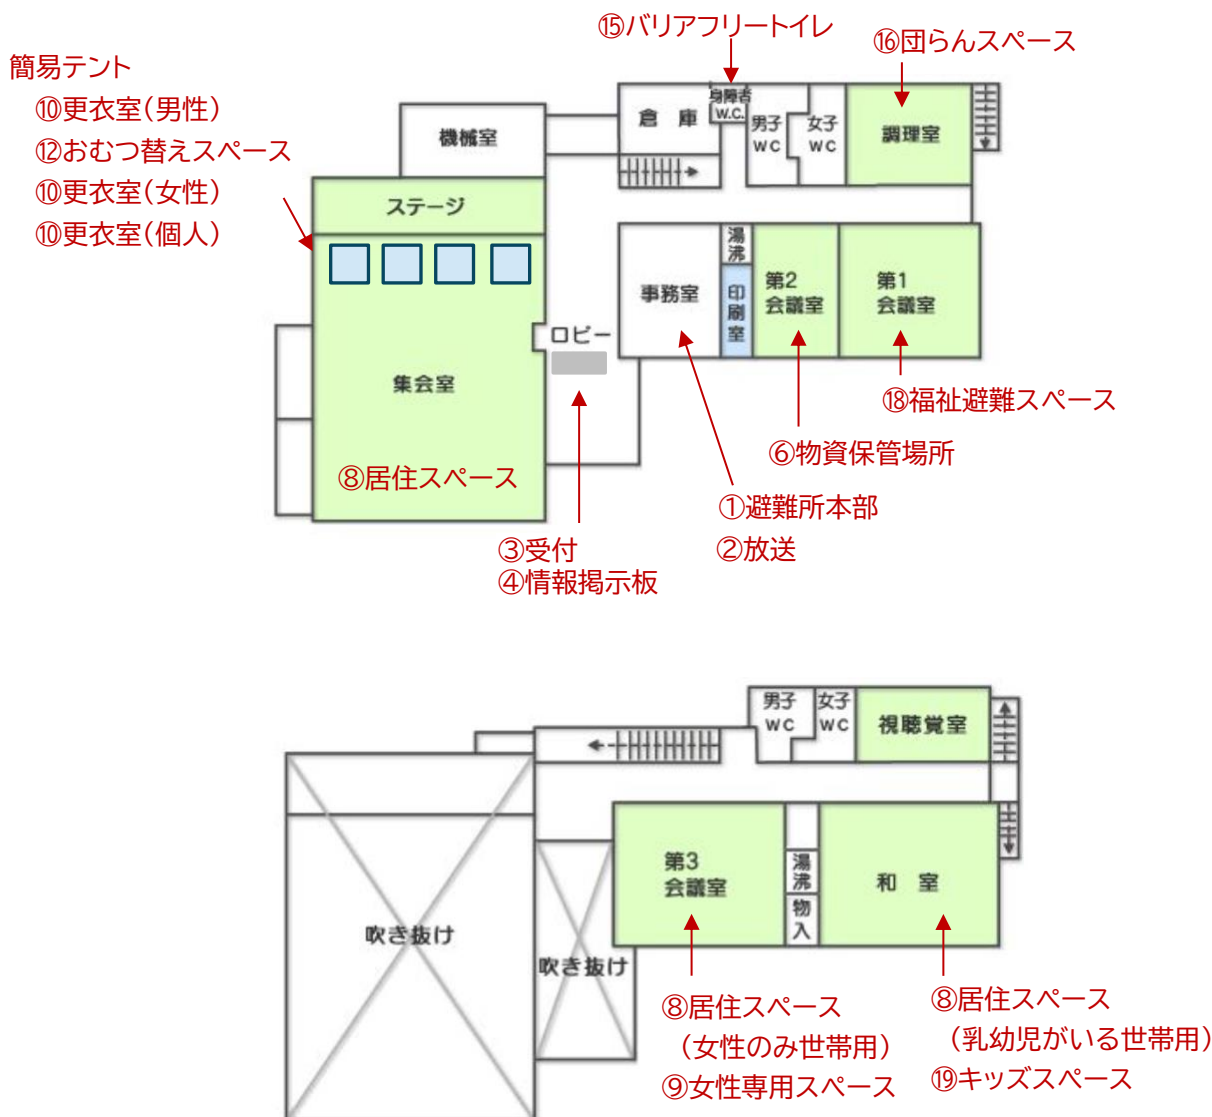 ⑮バリアフリートイレ
⑯団らんスペース
簡易テント
⑩更衣室(男性)
⑫おむつ替えスペース
⑩更衣室(女性)
⑩更衣室(個人)
機械室
倉 庫
身障者
W.C.
男子
WC
女子
WC
調理室
ステージ
事務室
湯沸
印刷室
第2
会議室
第1
会議室
ロビー
集会室
⑧居住スペース
⑱福祉避難スペース
⑥物資保管場所
①避難所本部
②放送
③受付
④情報掲示板
男子
WC
女子
WC
視聴覚室
第3
会議室
湯沸
物入
和 室
吹き抜け
吹き抜け
⑧居住スペース
(女性のみ世帯用)
⑨女性専用スペース
⑧居住スペース
(乳幼児がいる世帯用)
⑲キッズスペース